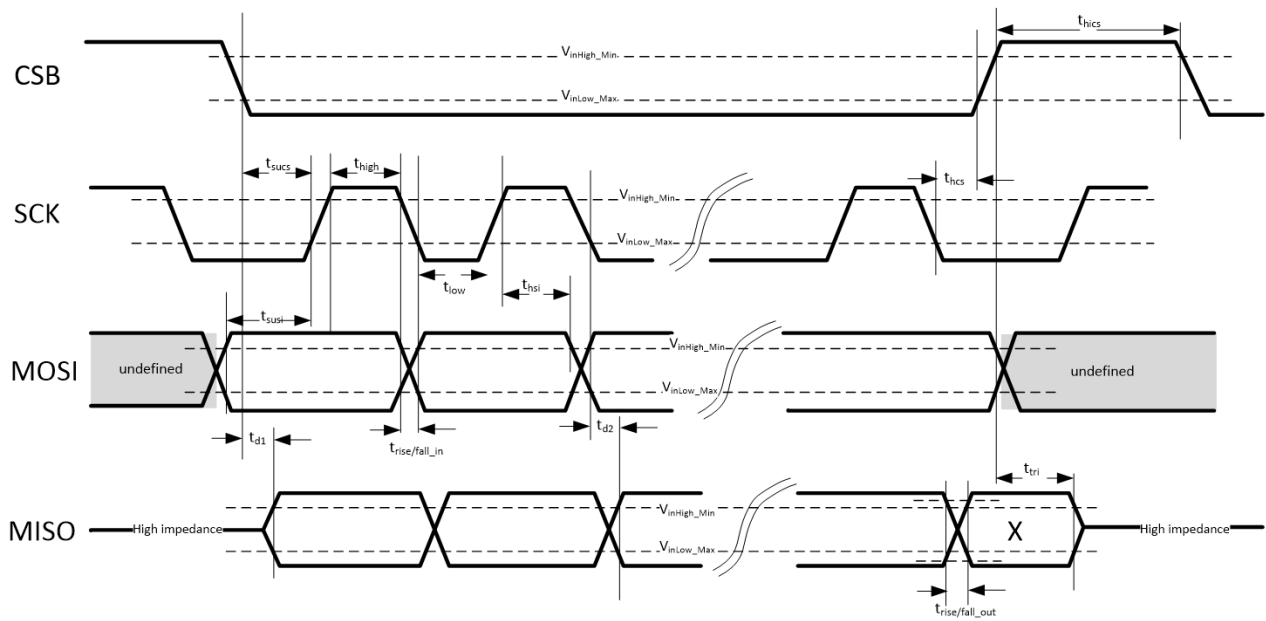 t_hics
V_inHigh_Min
CSB
V_inLow_Max
t_sucs
t_high
t_hcs
V_inHigh_Min
SCK
V_inLow_Max
t_low
t_hsi
t_susi
V_inHigh_Min
undefined
undefined
MOSI
V_inLow_Max
t_d1
t_d2
t_rise/fall_in
t_tri
V_inHigh_Min
MISO
High impedance
X
High impedance
V_inLow_Max
t_rise/fall_out